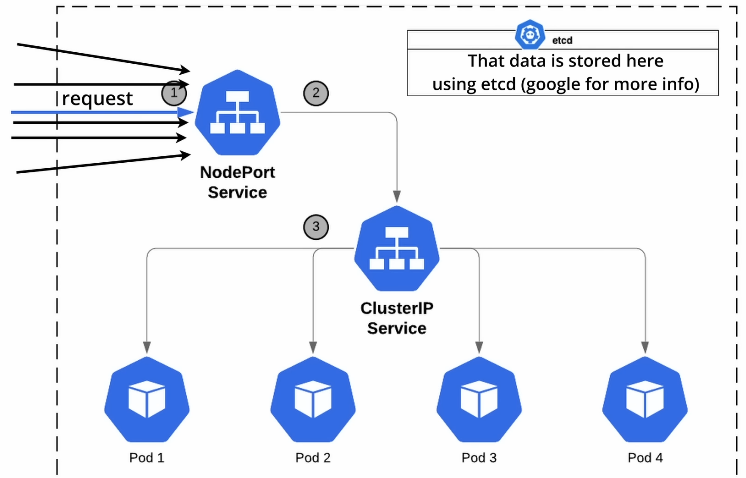 etcd
That data is stored here
using etcd (google for more info)
request
1
2
NodePort
Service
3
ClusterIP
Service
Pod 1
Pod 2
Pod 3
Pod 4